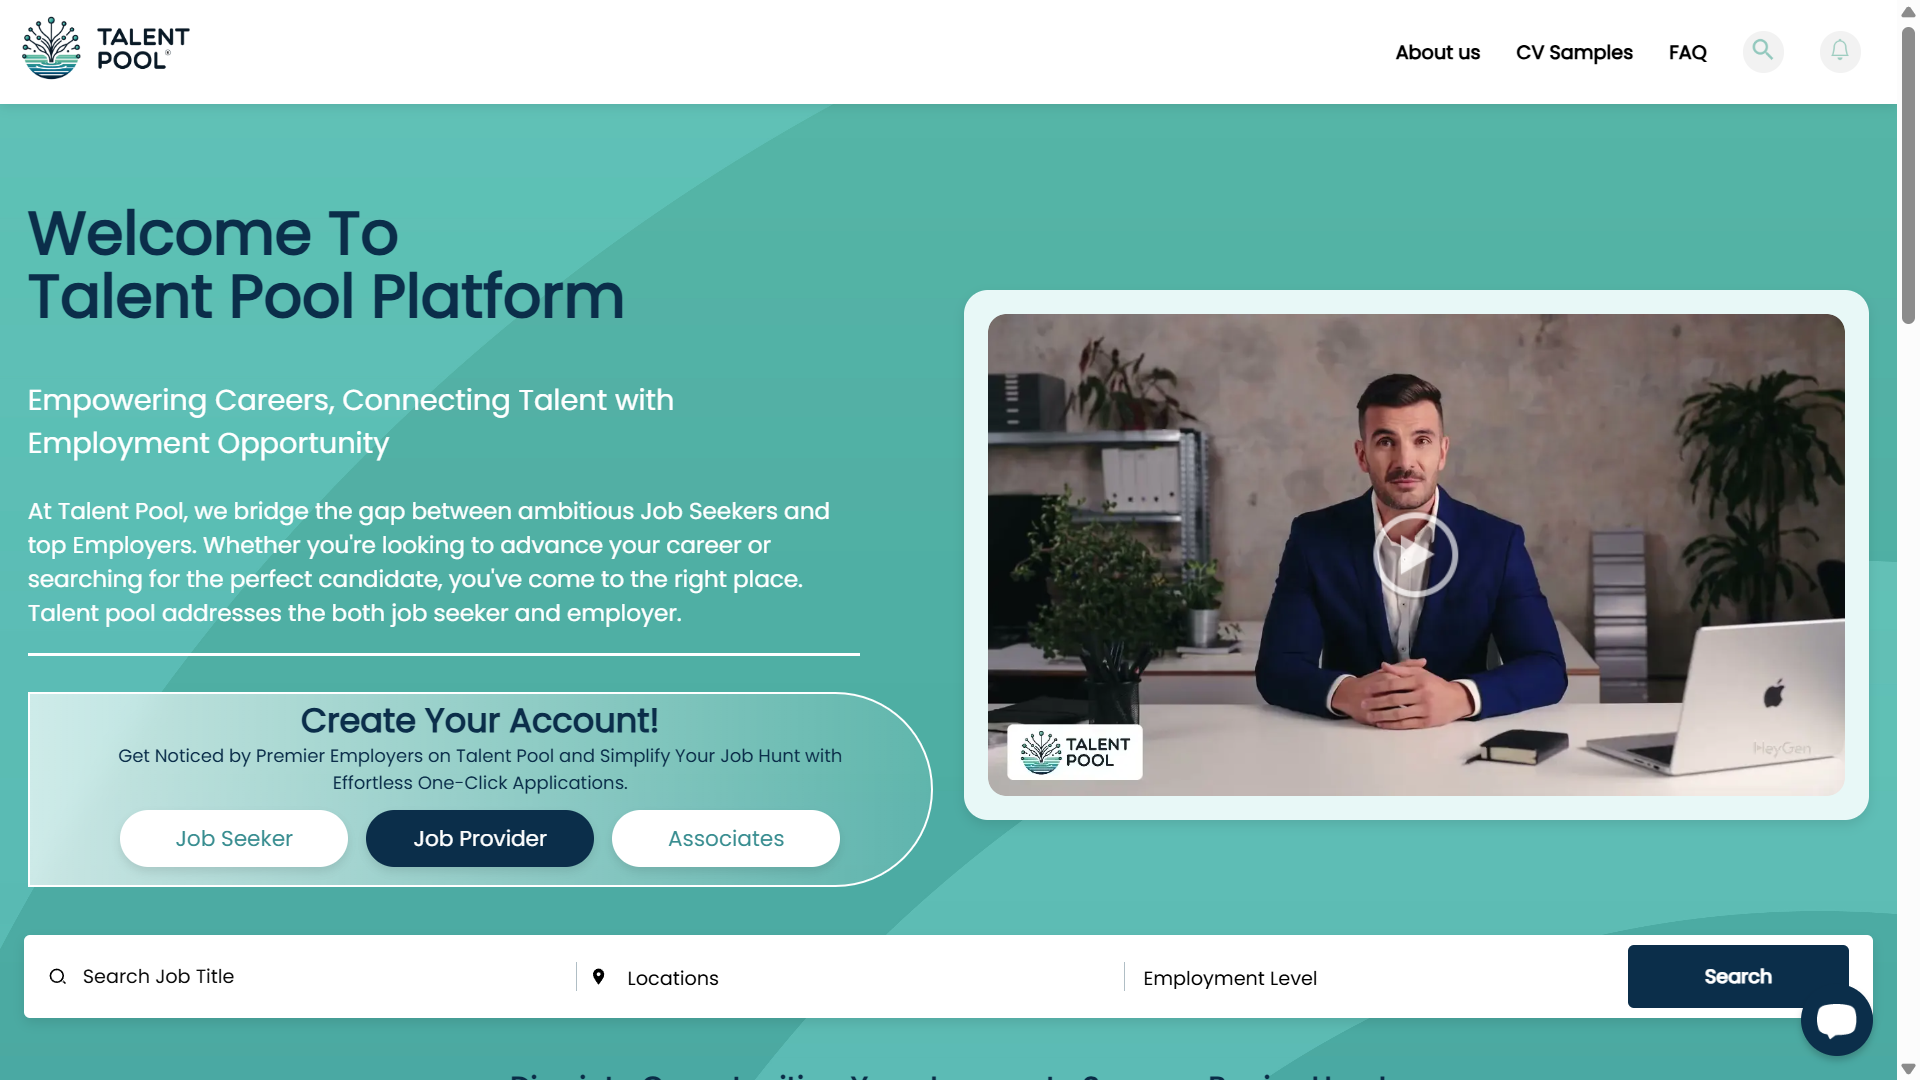 TALENT
POOL®
About us
CV Samples
FAQ
Welcome To
Talent Pool Platform
Empowering Careers, Connecting Talent with
Employment Opportunity
At Talent Pool, we bridge the gap between ambitious Job Seekers and
top Employers. Whether you're looking to advance your career or
searching for the perfect candidate, you've come to the right place.
Talent pool addresses the both job seeker and employer.
Create Your Account!
Get Noticed by Premier Employers on Talent Pool and Simplify Your Job Hunt with
Effortless One-Click Applications.
Job Seeker
Job Provider
Associates
TALENT
POOL
HeyGen
Search Job Title
Locations
Employment Level
Search